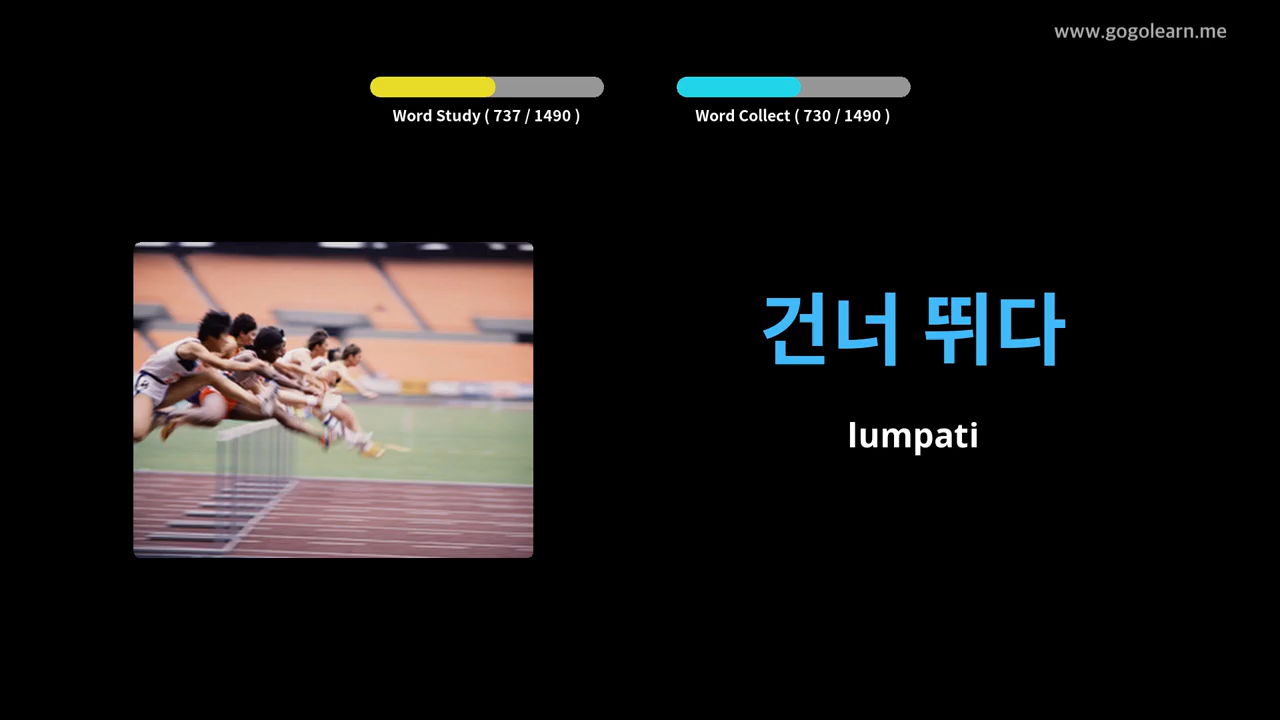 www.gogolearn.me
Word Study ( 737 / 1490 )
Word Collect ( 730 / 1490 )
건너 뛰다
lumpati